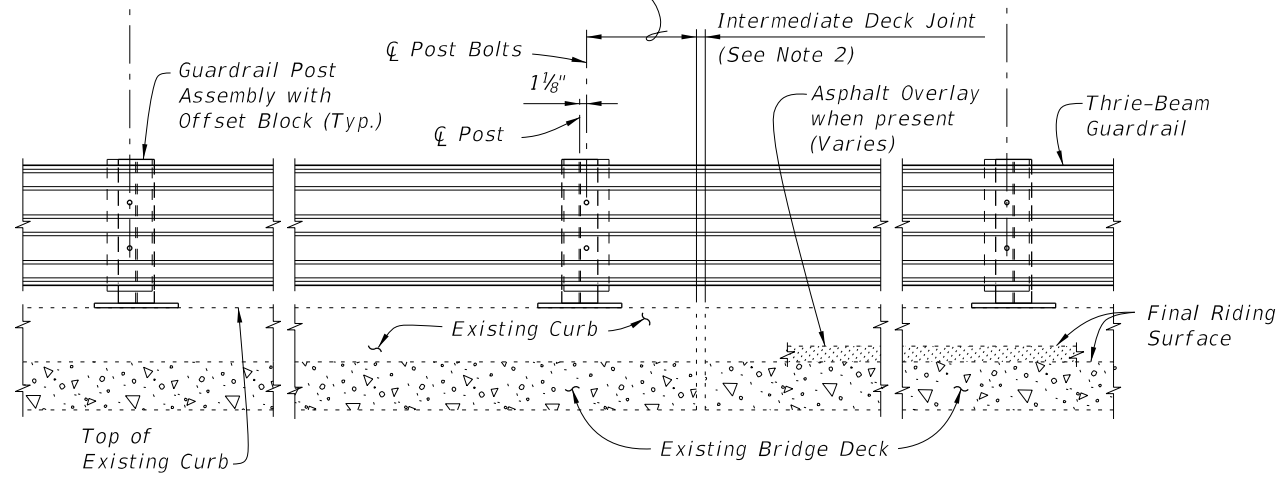 Intermediate Deck Joint
(See Note 2)
℄ Post Bolts
1⅛"
℄ Post
Guardrail Post
Assembly with
Offset Block (Typ.)
Asphalt Overlay
when present
(Varies)
Thrie-Beam
Guardrail
Existing Curb
Final Riding
Surface
Top of
Existing Curb
Existing Bridge Deck